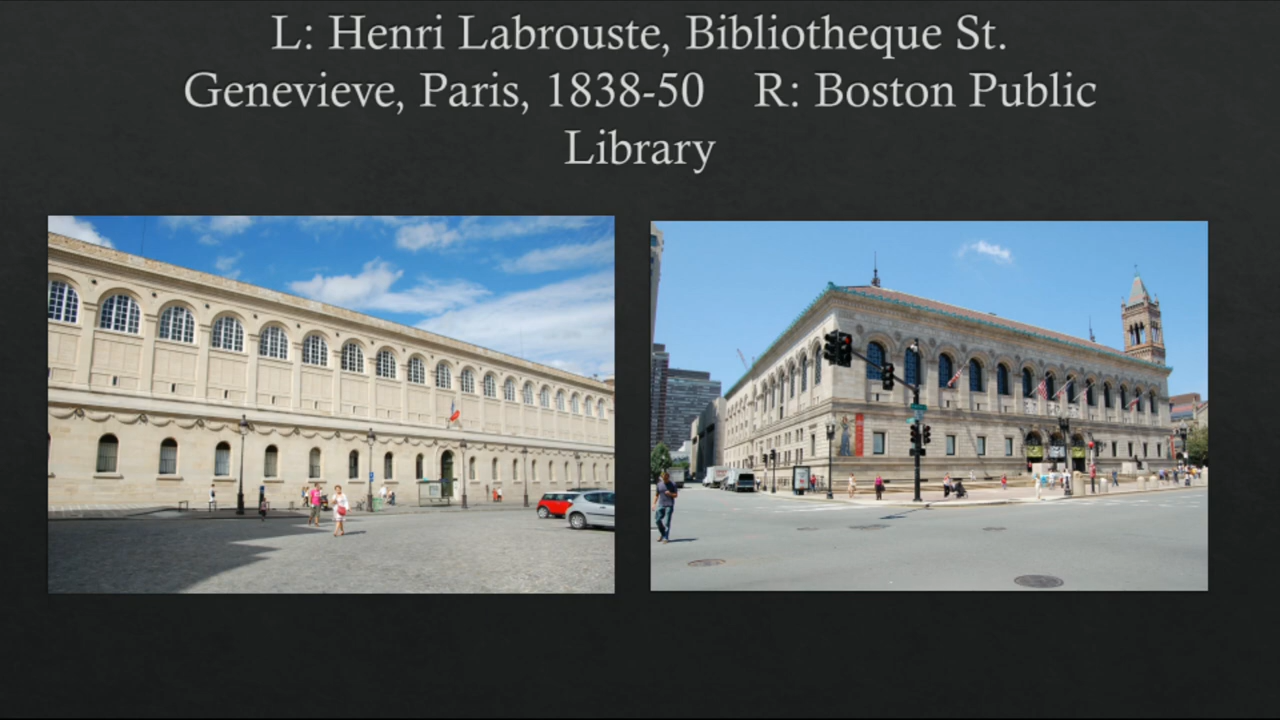 L: Henri Labrouste, Bibliotheque St.
Genevieve, Paris, 1838-50 R: Boston Public
Library